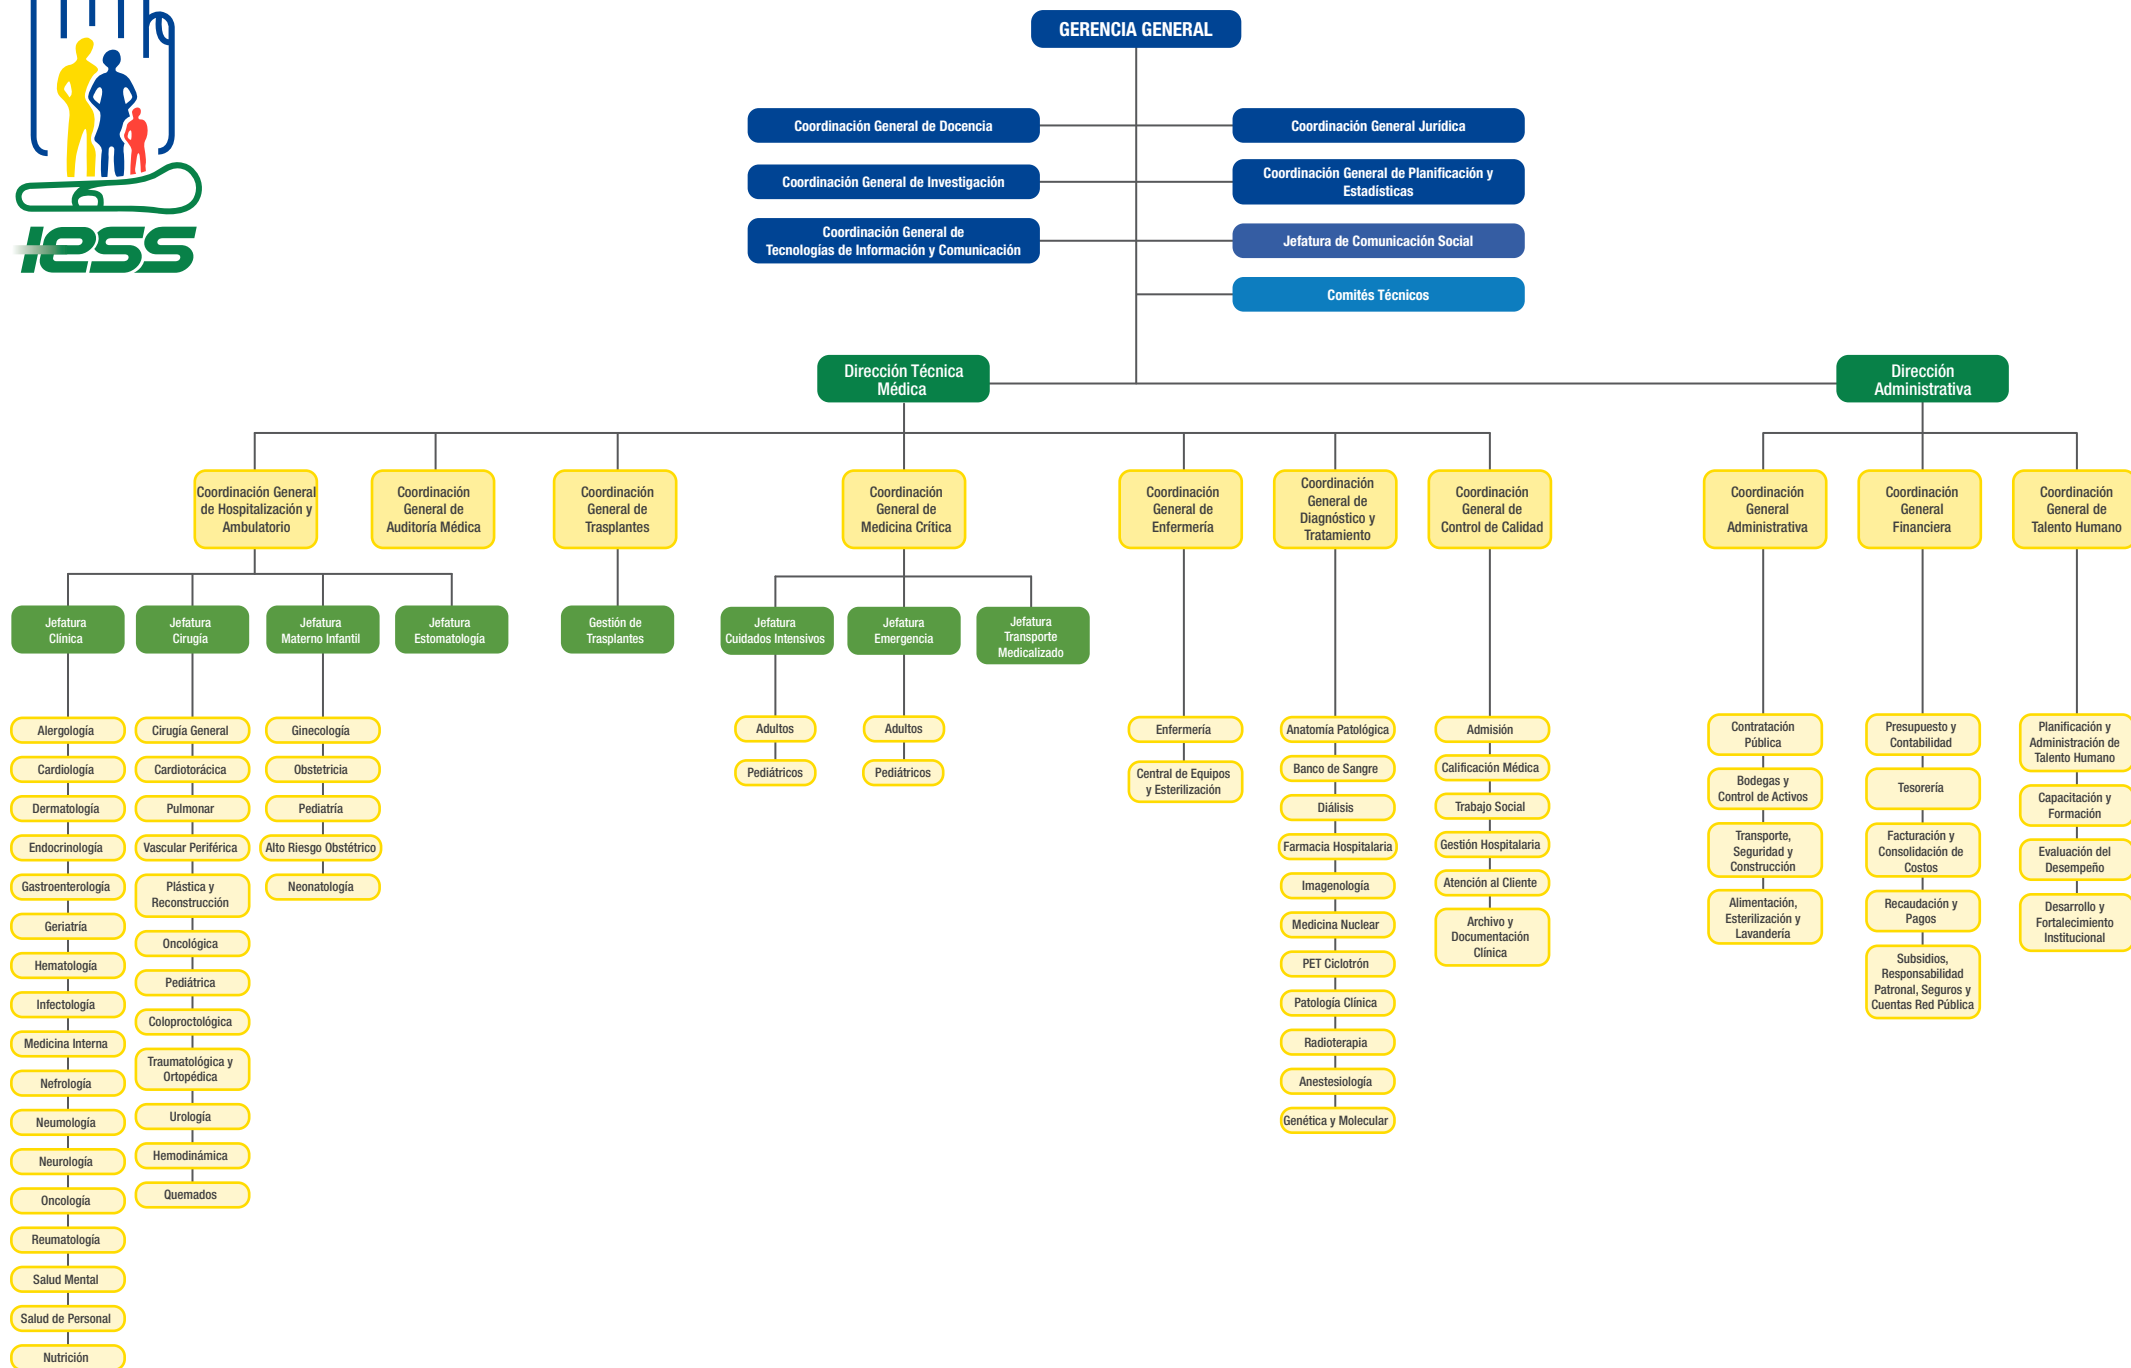 IESS
GERENCIA GENERAL
Coordinación General de Docencia
Coordinación General Jurídica
Coordinación General de Investigación
Coordinación General de Planificación y
Estadísticas
Coordinación General de
Tecnologías de Información y Comunicación
Jefatura de Comunicación Social
Comités Técnicos
Dirección Técnica
Médica
Dirección
Administrativa
Coordinación General
de Hospitalización y
Ambulatorio
Coordinación
General de
Auditoría Médica
Coordinación
General de
Trasplantes
Coordinación
General de
Medicina Crítica
Coordinación
General de
Enfermería
Coordinación
General de
Diagnóstico y
Tratamiento
Coordinación
General de
Control de Calidad
Coordinación
General
Administrativa
Coordinación
General
Financiera
Coordinación
General de
Talento Humano
Jefatura
Clínica
Jefatura
Cirugía
Jefatura
Materno Infantil
Jefatura
Estomatología
Gestión de
Trasplantes
Jefatura
Cuidados Intensivos
Jefatura
Emergencia
Jefatura
Transporte
Medicalizado
Alergología
Cardiología
Dermatología
Endocrinología
Gastroenterología
Geriatría
Hematología
Infectología
Medicina Interna
Nefrología
Neumología
Neurología
Oncología
Reumatología
Salud Mental
Salud de Personal
Nutrición
Cirugía General
Cardiotorácica
Pulmonar
Vascular Periférica
Plástica y
Reconstrucción
Oncológica
Pediátrica
Coloproctológica
Traumatológica y
Ortopédica
Urología
Hemodinámica
Quemados
Ginecología
Obstetricia
Pediatría
Alto Riesgo Obstétrico
Neonatología
Adultos
Pediátricos
Adultos
Pediátricos
Enfermería
Central de Equipos
y Esterilización
Anatomía Patológica
Banco de Sangre
Diálisis
Farmacia Hospitalaria
Imagenología
Medicina Nuclear
PET Ciclotrón
Patología Clínica
Radioterapia
Anestesiología
Genética y Molecular
Admisión
Calificación Médica
Trabajo Social
Gestión Hospitalaria
Atención al Cliente
Archivo y
Documentación
Clínica
Contratación
Pública
Bodegas y
Control de Activos
Transporte,
Seguridad y
Construcción
Alimentación,
Esterilización y
Lavandería
Presupuesto y
Contabilidad
Tesorería
Facturación y
Consolidación de
Costos
Recaudación y
Pagos
Subsidios,
Responsabilidad
Patronal, Seguros y
Cuentas Red Pública
Planificación y
Administración de
Talento Humano
Capacitación y
Formación
Evaluación del
Desempeño
Desarrollo y
Fortalecimiento
Institucional